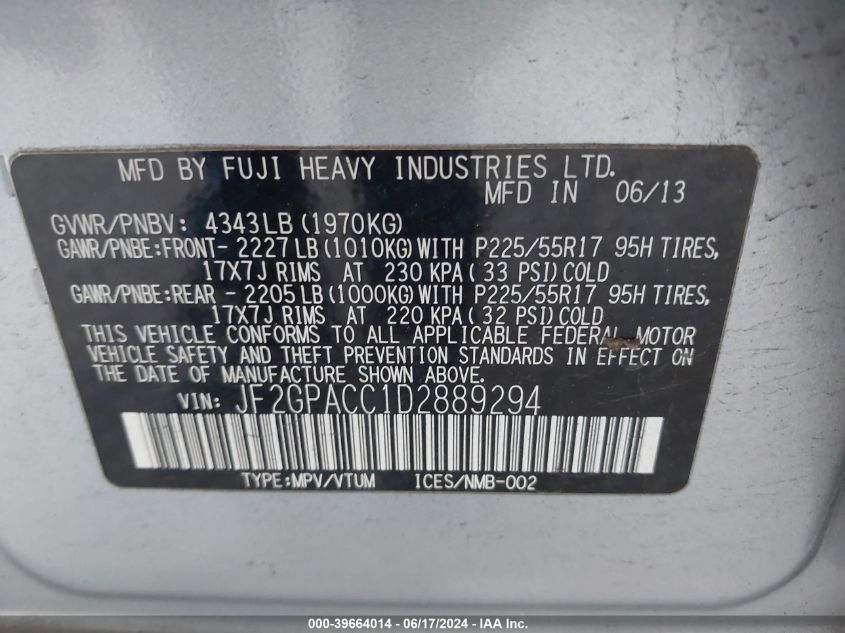 MFD BY FUJI HEAVY INDUSTRIES LTD.
MFD IN 06/13
GVWR/PNBV: 4343LB (1970KG)
GAWR/PNBE:FRONT- 2227LB (1010KG) WITH P225/55R17 95H TIRES,
17X7J RIMS AT 230 KPA (33 PSI) COLD
GAWR/PNBE:REAR - 2205LB (1000KG) WITH P225/55R17 95H TIRES,
17X7J RIMS AT 220 KPA (32 PSI) COLD
THIS VEHICLE CONFORMS TO ALL APPLICABLE FEDERAL MOTOR
VEHICLE SAFETY AND THEFT PREVENTION STANDARDS IN EFFECT ON
THE DATE OF MANUFACTURE SHOWN ABOVE.
VIN: JF2GPACC1D2889294
TYPE:MPV/VTUM ICES/NMB-002
000-39664014 - 06/17/2024 - IAA Inc.